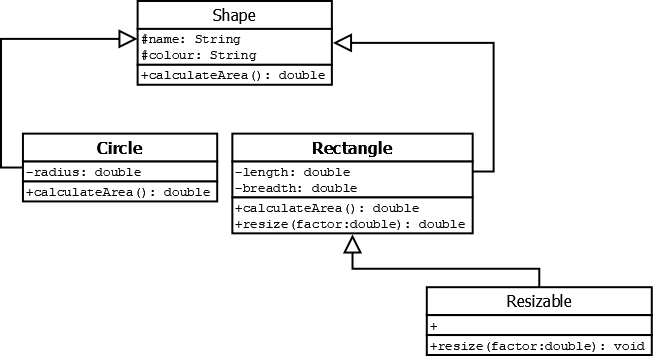 Shape
#name: String
#colour: String
+calculateArea(): double
Circle
-radius: double
+calculateArea(): double
Rectangle
-length: double
-breadth: double
+calculateArea(): double
+resize(factor:double): double
Resizable
+
+resize(factor:double): void